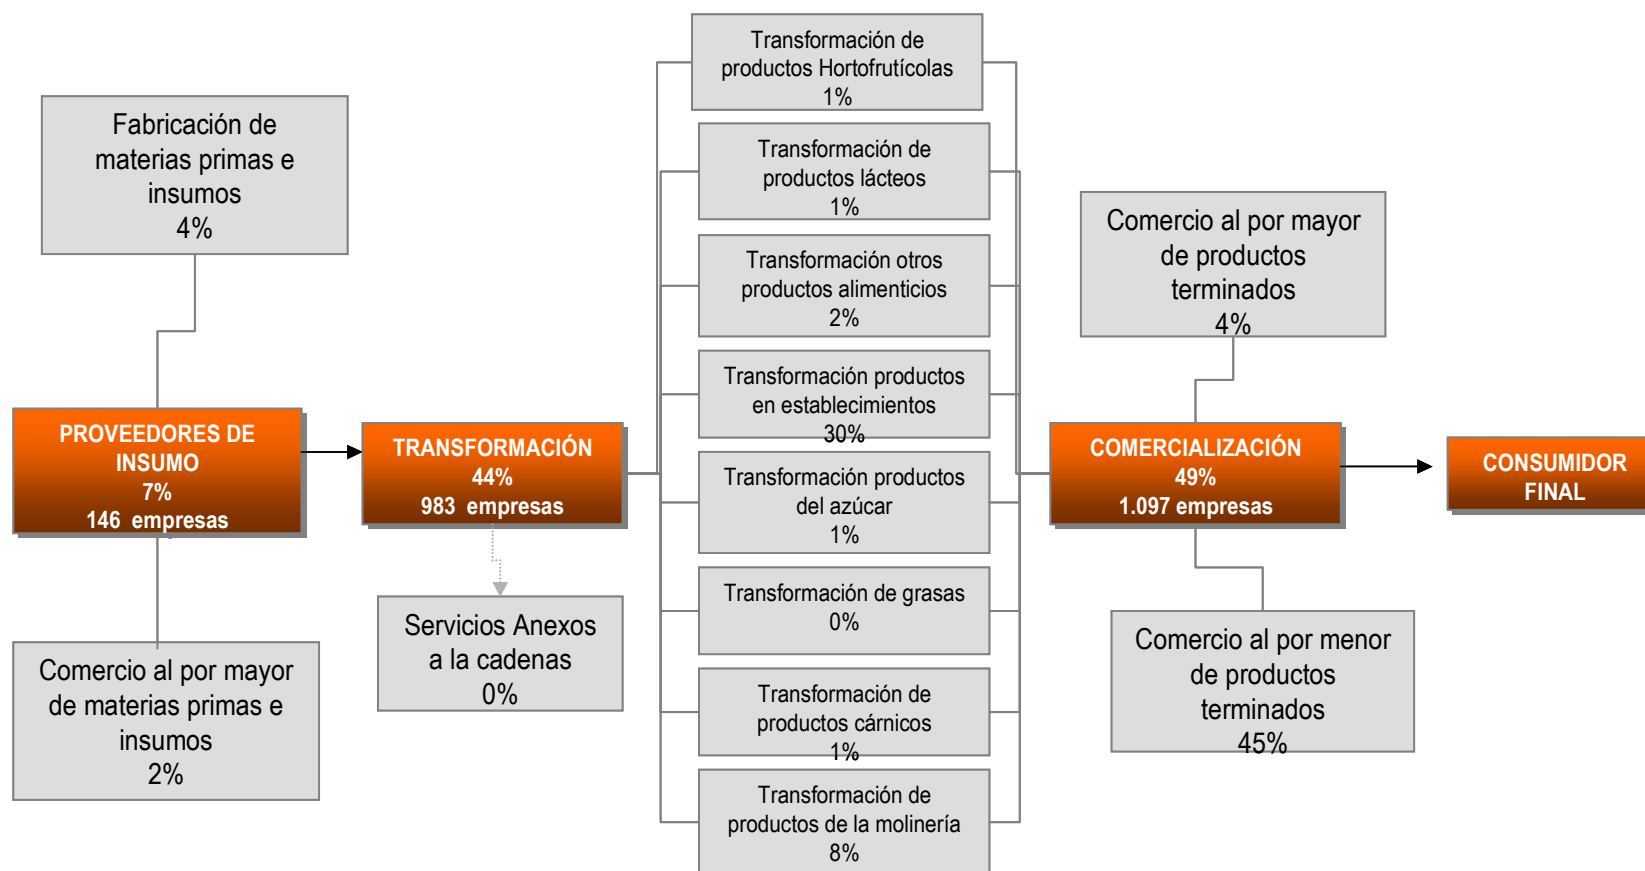 Fabricación de
materias primas e
insumos
4%
PROVEEDORES DE
INSUMO
7%
146 empresas
Comercio al por mayor
de materias primas e
insumos
2%
TRANSFORMACIÓN
44%
983 empresas
Servicios Anexos
a la cadenas
0%
Transformación de
productos Hortofrutícolas
1%
Transformación de
productos lácteos
1%
Transformación otros
productos alimenticios
2%
Transformación productos
en establecimientos
30%
Transformación productos
del azúcar
1%
Transformación de grasas
0%
Transformación de
productos cárnicos
1%
Transformación de
productos de la molinería
8%
Comercio al por mayor
de productos
terminados
4%
COMERCIALIZACIÓN
49%
1.097 empresas
Comercio al por menor
de productos
terminados
45%
CONSUMIDOR
FINAL